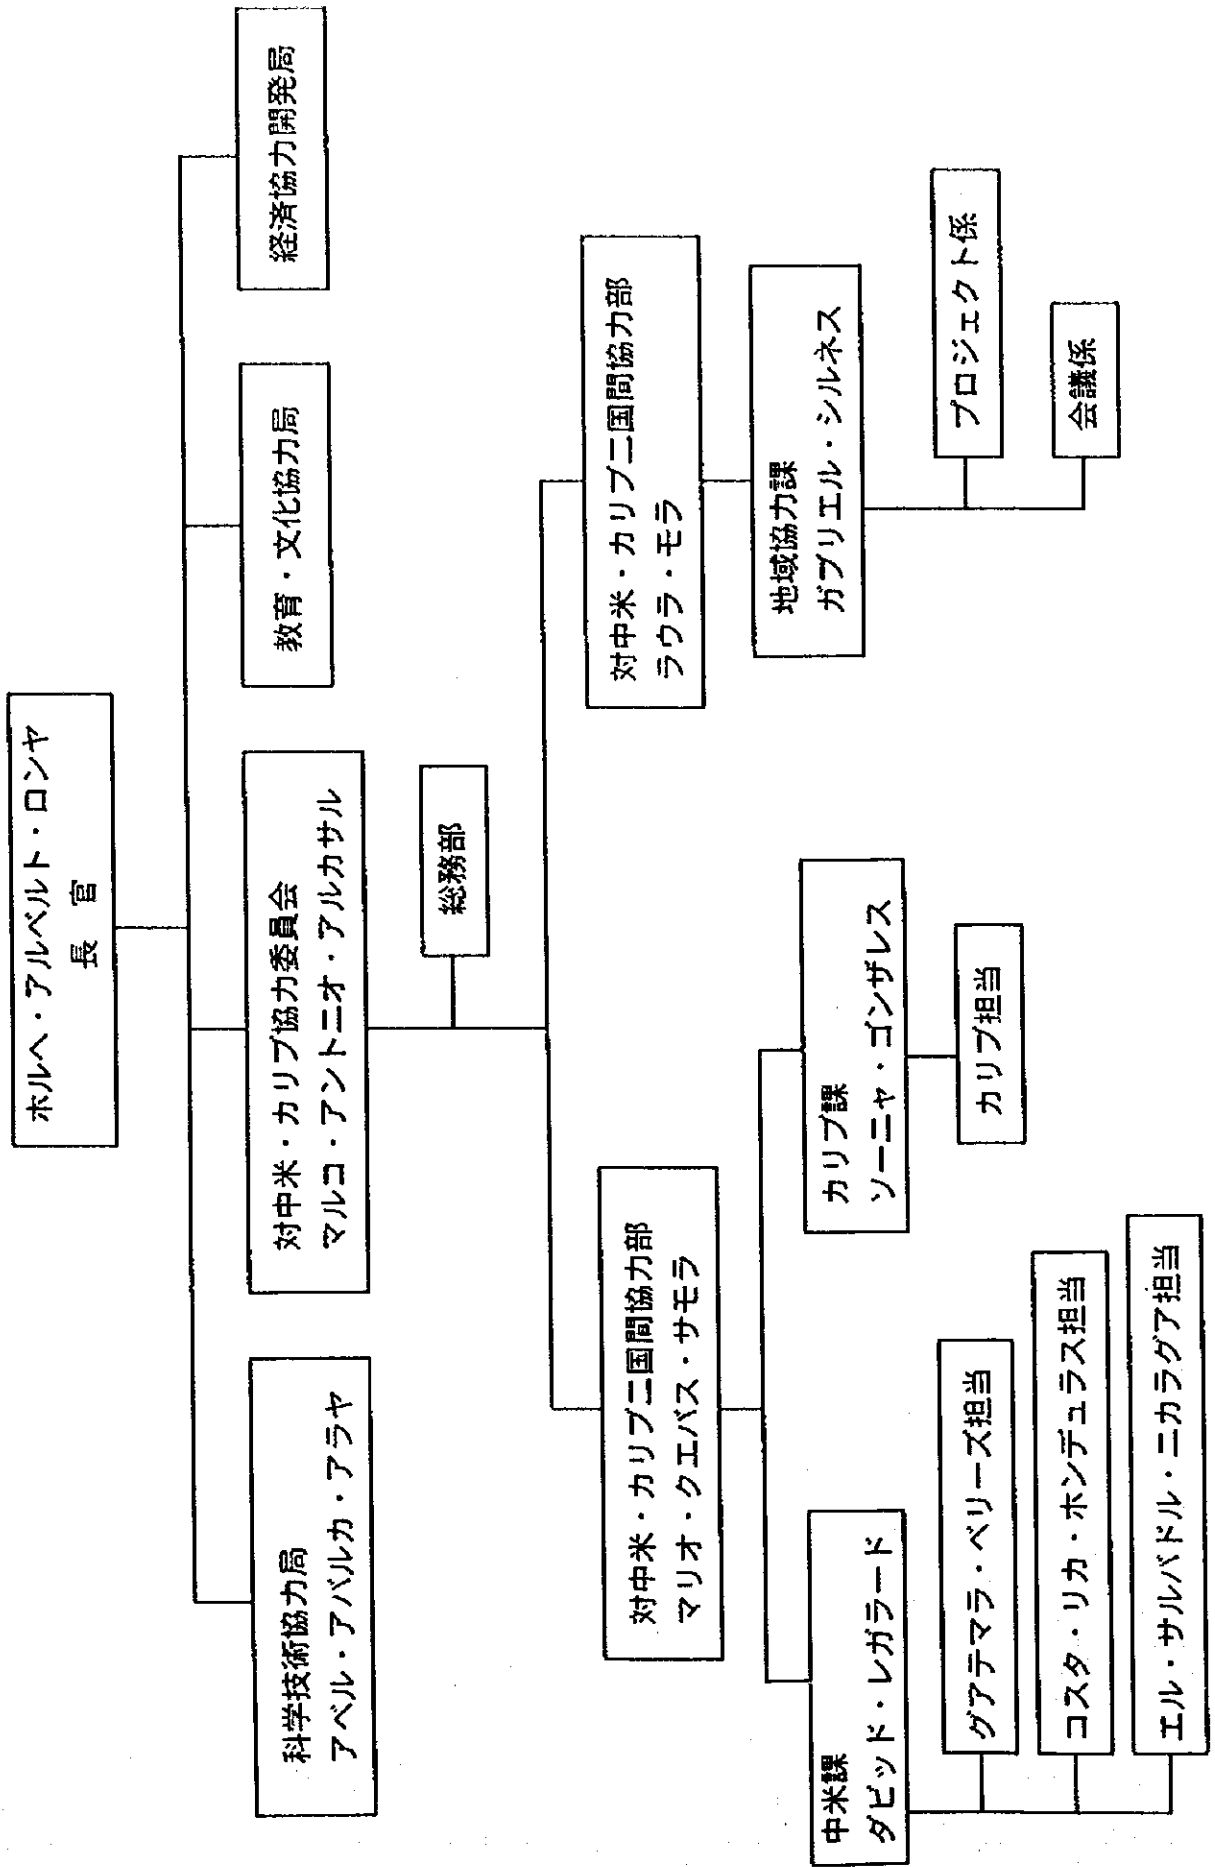 ホルヘ・アルベルト・ロンヤ
長 官
科学技術協力局
アベル・アバルカ・アラヤ
対中米・カリブ協力委員会
マルコ・アントニオ・アルカサル
教育・文化協力局
経済協力開発局
総務部
対中米・カリブ二国間協力部
マリオ・クエバス・サモラ
対中米・カリブ二国間協力部
ラウラ・モラ
中米課
ダビッド・レガラード
カリブ課
ソーニャ・ゴンザレス
地域協力課
ガブリエル・シルネス
グアテマラ・ベリーズ担当
コスタ・リカ・ホンデュラス担当
エル・サルバドル・ニカラグア担当
カリブ担当
プロジェクト係
会議係